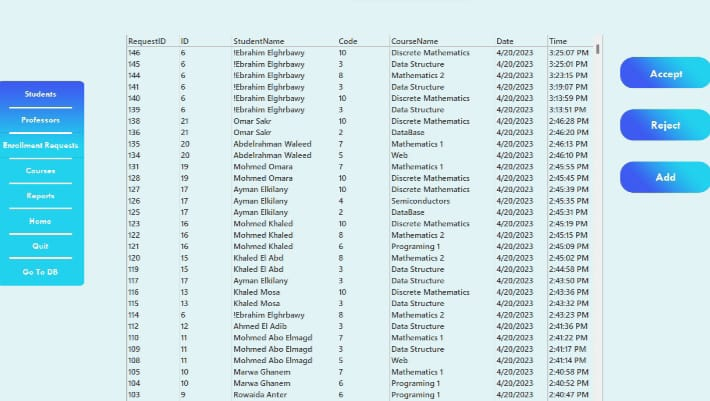 RequestID ID StudentName Code CourseName Date Time
146 6 !Ebrahim Elghrbawy 10 Discrete Mathematics 4/20/2023 3:25:07 PM
145 6 !Ebrahim Elghrbawy 3 Data Structure 4/20/2023 3:25:01 PM
144 6 !Ebrahim Elghrbawy 8 Mathematics 2 4/20/2023 3:23:15 PM
141 6 !Ebrahim Elghrbawy 3 Data Structure 4/20/2023 3:19:07 PM
140 6 !Ebrahim Elghrbawy 10 Discrete Mathematics 4/20/2023 3:13:59 PM
139 6 !Ebrahim Elghrbawy 3 Data Structure 4/20/2023 3:13:51 PM
138 21 Omar Sakr 10 Discrete Mathematics 4/20/2023 2:46:28 PM
136 21 Omar Sakr 2 DataBase 4/20/2023 2:46:20 PM
135 20 Abdelrahman Waleed 7 Mathematics 1 4/20/2023 2:46:13 PM
134 20 Abdelrahman Waleed 5 Web 4/20/2023 2:46:10 PM
131 19 Mohmed Omara 7 Mathematics 1 4/20/2023 2:45:55 PM
128 19 Mohmed Omara 10 Discrete Mathematics 4/20/2023 2:45:45 PM
127 17 Ayman Elkilany 10 Discrete Mathematics 4/20/2023 2:45:39 PM
126 17 Ayman Elkilany 4 Semiconductors 4/20/2023 2:45:35 PM
125 17 Ayman Elkilany 2 DataBase 4/20/2023 2:45:31 PM
123 16 Mohmed Khaled 10 Discrete Mathematics 4/20/2023 2:45:19 PM
122 16 Mohmed Khaled 8 Mathematics 2 4/20/2023 2:45:15 PM
121 16 Mohmed Khaled 6 Programing 1 4/20/2023 2:45:09 PM
120 15 Khaled El Abd 8 Mathematics 2 4/20/2023 2:45:02 PM
119 15 Khaled El Abd 3 Data Structure 4/20/2023 2:44:58 PM
117 17 Ayman Elkilany 3 Data Structure 4/20/2023 2:43:50 PM
116 13 Khaled Mosa 10 Discrete Mathematics 4/20/2023 2:43:36 PM
115 13 Khaled Mosa 3 Data Structure 4/20/2023 2:43:32 PM
114 6 !Ebrahim Elghrbawy 8 Mathematics 2 4/20/2023 2:43:23 PM
112 12 Ahmed El Adib 3 Data Structure 4/20/2023 2:41:36 PM
110 11 Mohmed Abo Elmagd 7 Mathematics 1 4/20/2023 2:41:22 PM
109 11 Mohmed Abo Elmagd 3 Data Structure 4/20/2023 2:41:17 PM
108 11 Mohmed Abo Elmagd 5 Web 4/20/2023 2:41:14 PM
105 10 Marwa Ghanem 7 Mathematics 1 4/20/2023 2:40:58 PM
104 10 Marwa Ghanem 6 Programing 1 4/20/2023 2:40:52 PM
103 9 Rowaida Anter 6 Programing 1 4/20/2023 2:40:47 PM
Students
Professors
Enrollment Requests
Courses
Reports
Home
Quit
Go To DB
Accept
Reject
Add